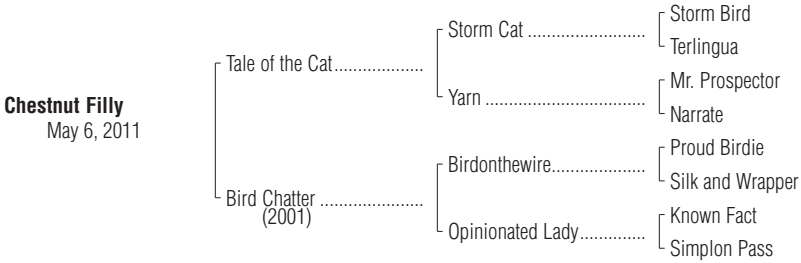 Storm Bird
Storm Cat ........................
Terlingua
Tale of the Cat...................
Mr. Prospector
Yarn .................................
Narrate
Chestnut Filly
May 6, 2011
Proud Birdie
Birdonthewire...................
Silk and Wrapper
Bird Chatter .....................
(2001)
Known Fact
Opinionated Lady..............
Simplon Pass